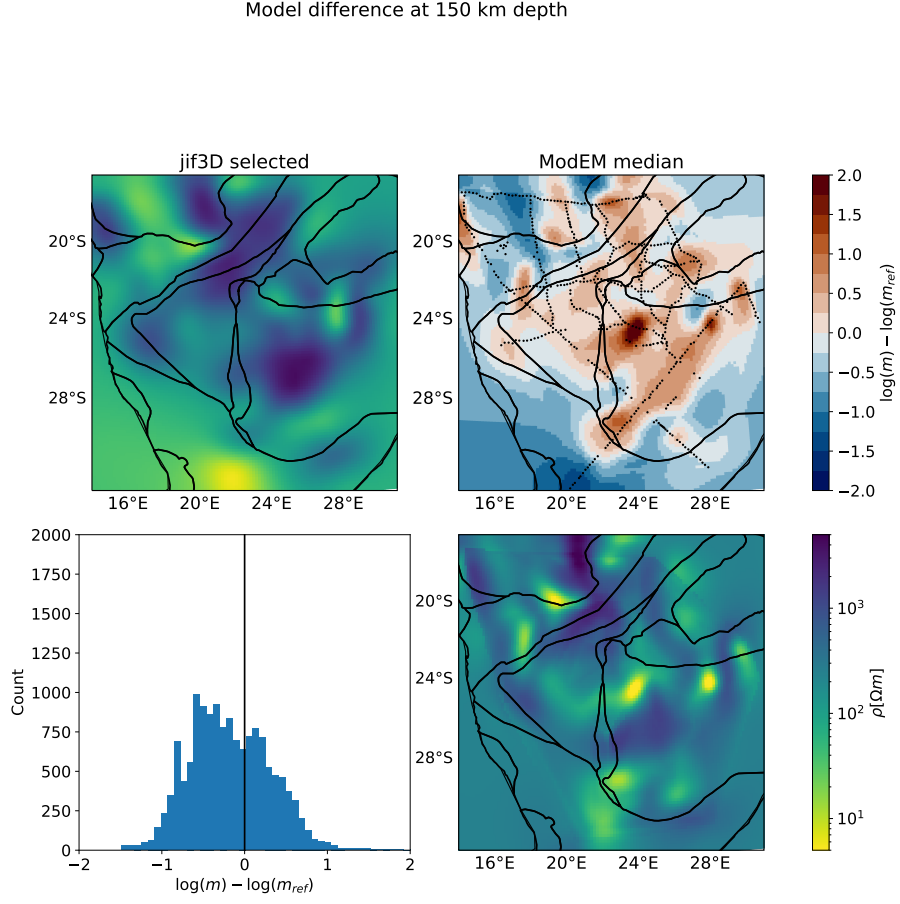 Model difference at 150 km depth
jif3D selected
ModEM median
20°S
24°S
28°S
16°E 20°E 24°E 28°E
20°S
24°S
28°S
16°E 20°E 24°E 28°E
2.0
1.5
1.0
0.5
0.0
−0.5
−1.0
−1.5
−2.0
log(m) − log(m_ref)
2000
1750
1500
1250
1000
750
500
250
0
Count
−2 −1 0 1 2
log(m) − log(m_ref)
20°S
24°S
28°S
16°E 20°E 24°E 28°E
10³
10²
10¹
ρ[Ωm]